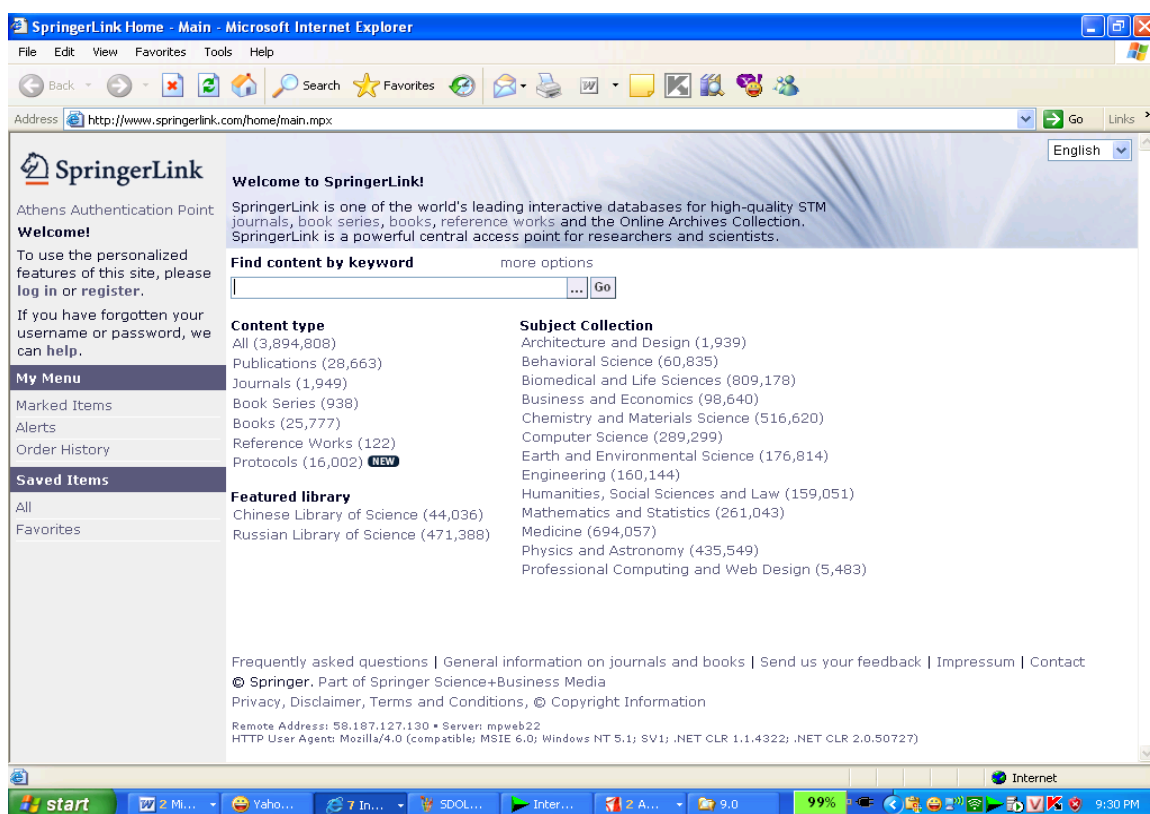 SpringerLink Home - Main - Microsoft Internet Explorer
File Edit View Favorites Tools Help
Back Search Favorites
Address http://www.springerlink.com/home/main.mpx Go Links
SpringerLink
Athens Authentication Point
Welcome!
To use the personalized
features of this site, please
log in or register.
If you have forgotten your
username or password, we
can help.
My Menu
Marked Items
Alerts
Order History
Saved Items
All
Favorites
English
Welcome to SpringerLink!
SpringerLink is one of the world's leading interactive databases for high-quality STM
journals, book series, books, reference works and the Online Archives Collection.
SpringerLink is a powerful central access point for researchers and scientists.
Find content by keyword more options
... Go
Content type
All (3,894,808)
Publications (28,663)
Journals (1,949)
Book Series (938)
Books (25,777)
Reference Works (122)
Protocols (16,002) NEW
Featured library
Chinese Library of Science (44,036)
Russian Library of Science (471,388)
Subject Collection
Architecture and Design (1,939)
Behavioral Science (60,835)
Biomedical and Life Sciences (809,178)
Business and Economics (98,640)
Chemistry and Materials Science (516,620)
Computer Science (289,299)
Earth and Environmental Science (176,814)
Engineering (160,144)
Humanities, Social Sciences and Law (159,051)
Mathematics and Statistics (261,043)
Medicine (694,057)
Physics and Astronomy (435,549)
Professional Computing and Web Design (5,483)
Frequently asked questions | General information on journals and books | Send us your feedback | Impressum | Contact
© Springer. Part of Springer Science+Business Media
Privacy, Disclaimer, Terms and Conditions, © Copyright Information
Remote Address: 58.187.127.130 • Server: mpweb22
HTTP User Agent: Mozilla/4.0 (compatible; MSIE 6.0; Windows NT 5.1; SV1; .NET CLR 1.1.4322; .NET CLR 2.0.50727)
Internet
start 2 Mi... Yaho... 7 In... SDOL... Inter... 2 A... 9.0 99% 9:30 PM